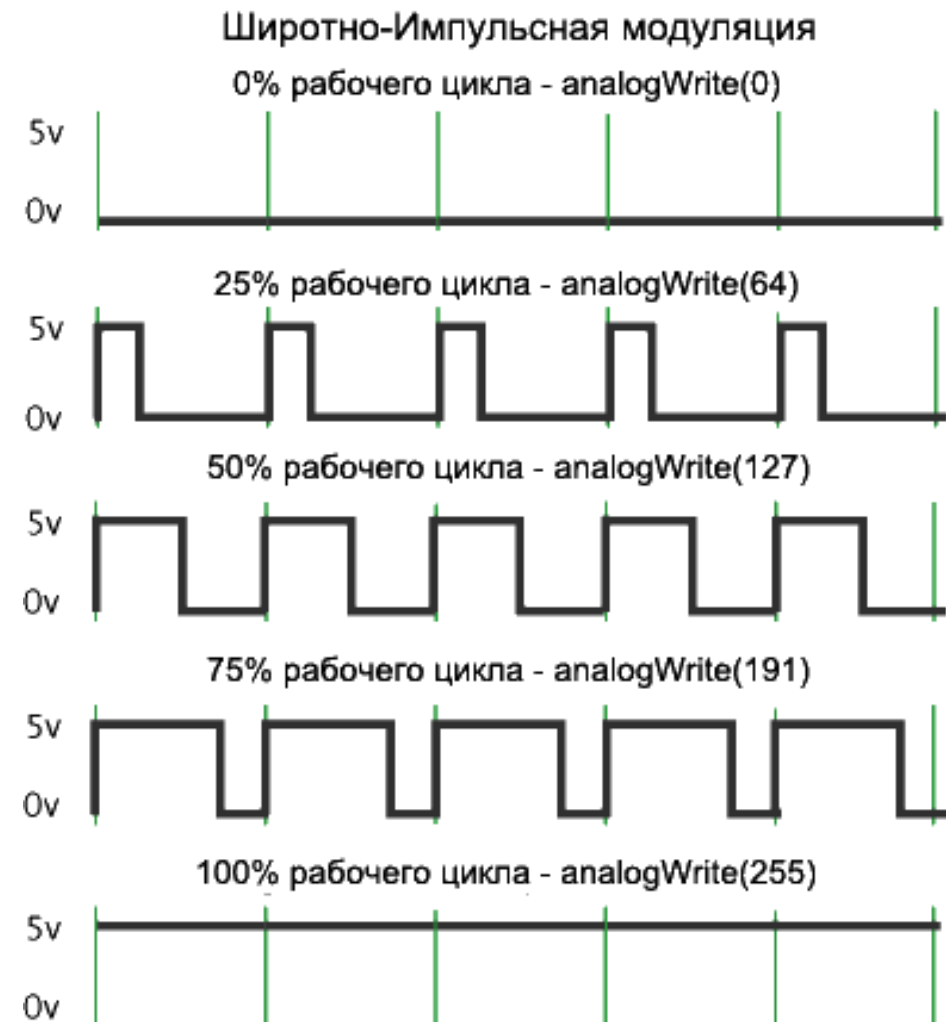 Широтно-Импульсная модуляция
0% рабочего цикла - analogWrite(0)
5v
0v
25% рабочего цикла - analogWrite(64)
5v
0v
50% рабочего цикла - analogWrite(127)
5v
0v
75% рабочего цикла - analogWrite(191)
5v
0v
100% рабочего цикла - analogWrite(255)
5v
0v